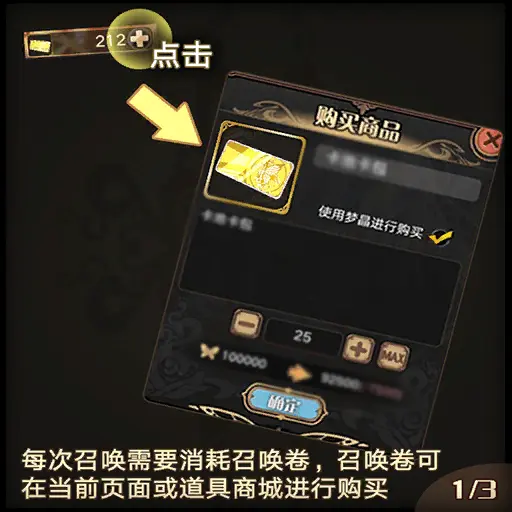 212
点击
购买商品
使用梦晶进行购买
25
MAX
100000
确定
每次召唤需要消耗召唤卷，召唤卷可
在当前页面或道具商城进行购买
1/3